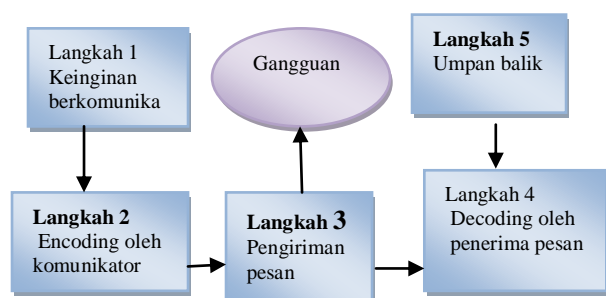 Langkah 1
Keinginan
berkomunika
Gangguan
Langkah 5
Umpan balik
Langkah 2
Encoding oleh
komunikator
Langkah 3
Pengiriman
pesan
Langkah 4
Decoding oleh
penerima pesan